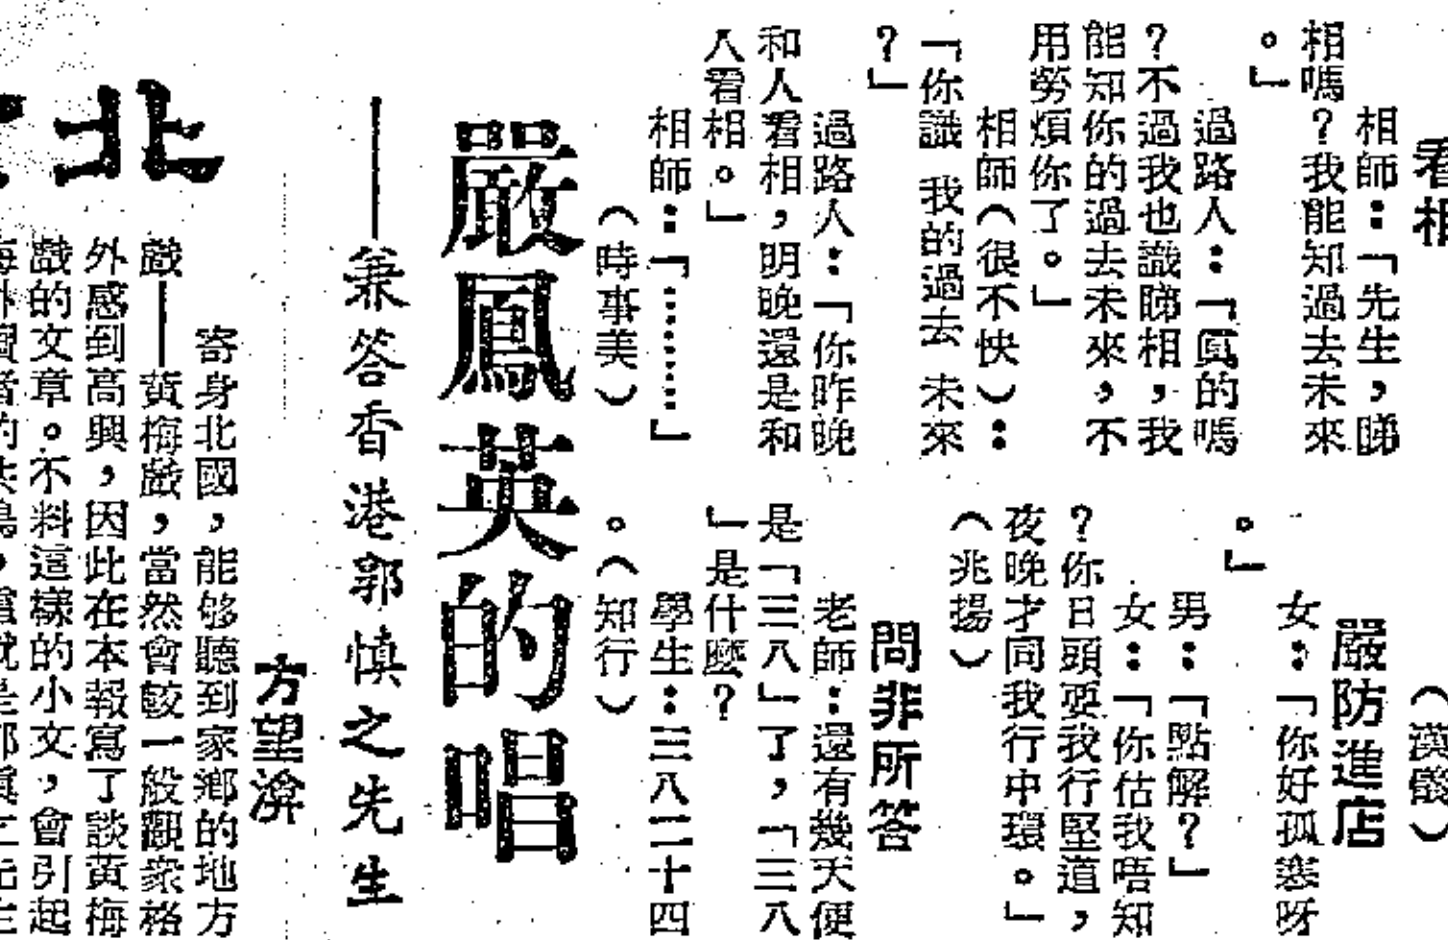 看相
相師：「先生，睇
相嗎？我能知過去未來
。」
過路人：「眞的嗎
？不過我也識睇相，我
能知你的過去未來，不
用勞煩你了。」
相師（很不快）：
「你識 我的過去 未來
？」
過路人：「你昨晚
和人看相，明晚還是和
人看相。」
相師：「………」
（時事美）
（漢儀）
嚴防進店
女：「你好孤寒呀
。」
男：「點解？」
女：「你估我唔知
？你日頭耍我行堅道，
夜晚才同我行中環。」
（兆揚）
問非所答
老師：還有幾天便
是「三八」了，「三八
」是什麼？
學生：三八二十四
。（知行）
嚴鳳英的唱
——兼答香港郭慎之先生
方望濟
寄身北國，能够聽到家鄉的地方
戲——黃梅戲，當然會較一般觀衆格
外感到高興，因此在本報寫了談黃梅
戲的文章。不料這樣的小文，會引起
北